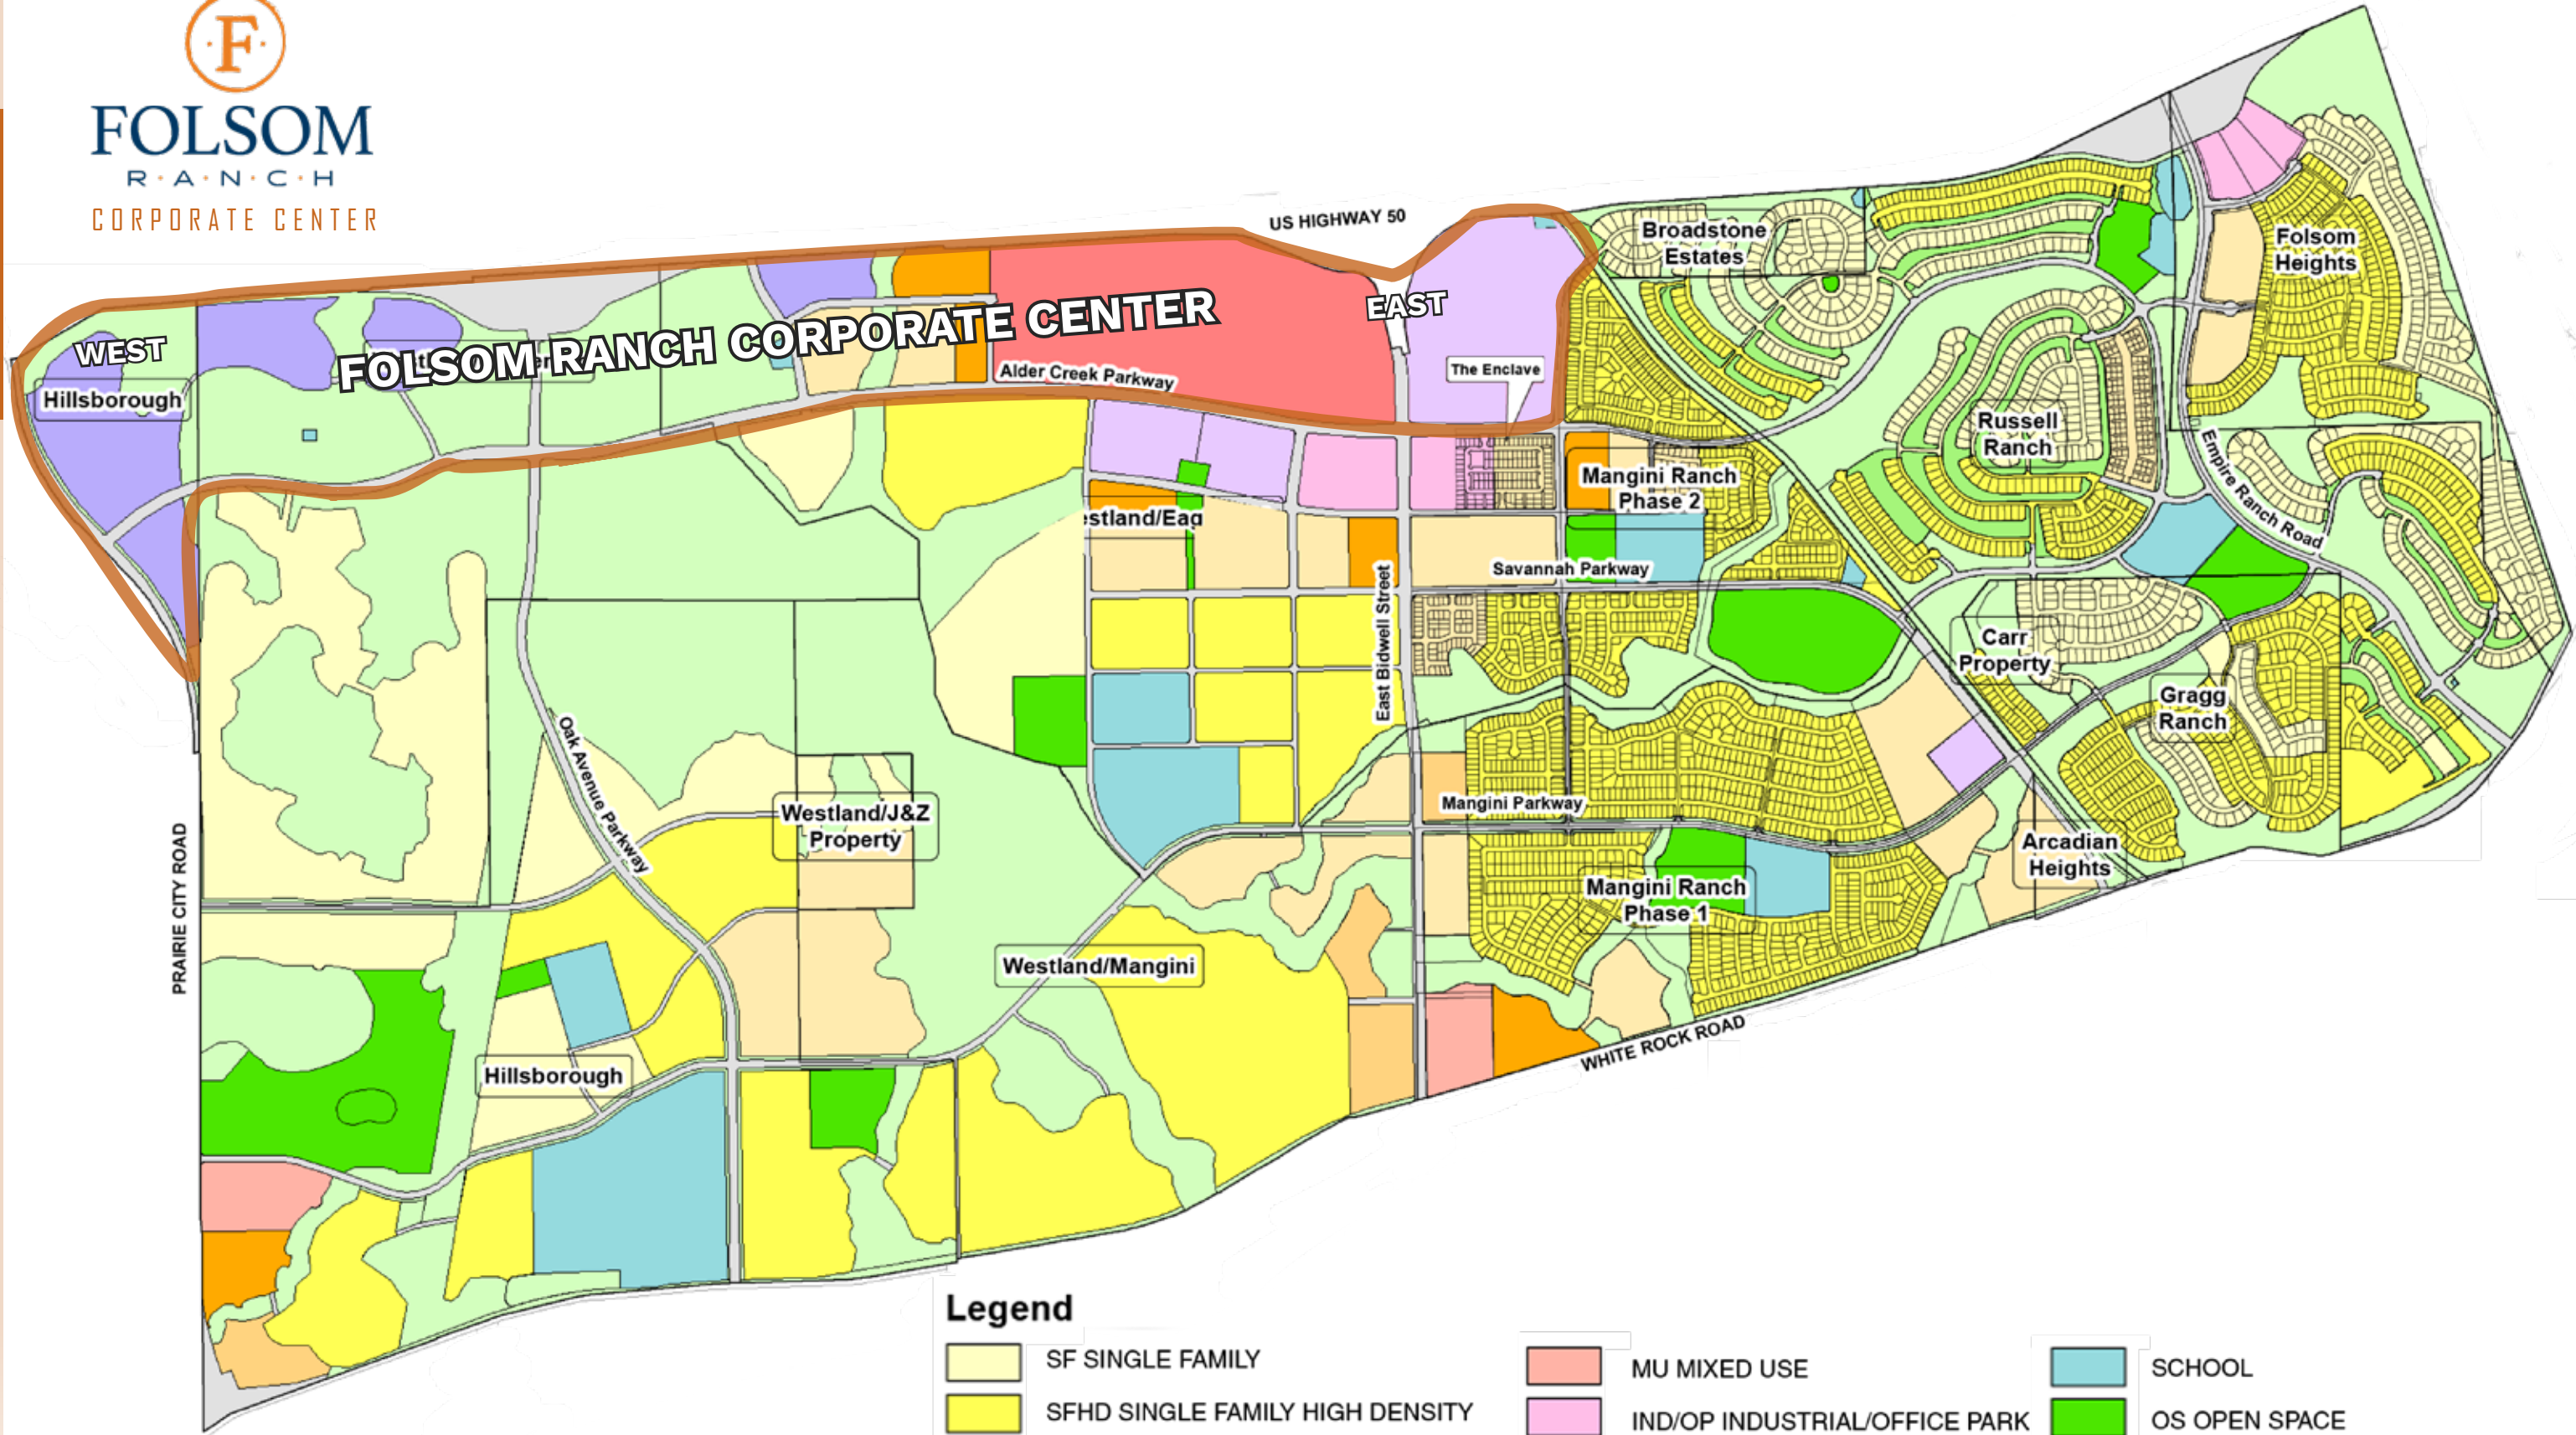 F
FOLSOM
R·A·N·C·H
CORPORATE CENTER
US HIGHWAY 50
Broadstone
Estates
Folsom
Heights
WEST
Hillsborough
FOLSOM RANCH CORPORATE CENTER
EAST
Alder Creek Parkway
The Enclave
Russell
Ranch
Empire Ranch Road
Mangini Ranch
Phase 2
estland/Eag
Savannah Parkway
East Bidwell Street
Carr
Property
Gragg
Ranch
Oak Avenue Parkway
Westland/J&Z
Property
Mangini Parkway
PRAIRIE CITY ROAD
Arcadian
Heights
Mangini Ranch
Phase 1
Westland/Mangini
WHITE ROCK ROAD
Hillsborough
Legend
SF SINGLE FAMILY
SFHD SINGLE FAMILY HIGH DENSITY
MU MIXED USE
IND/OP INDUSTRIAL/OFFICE PARK
SCHOOL
OS OPEN SPACE